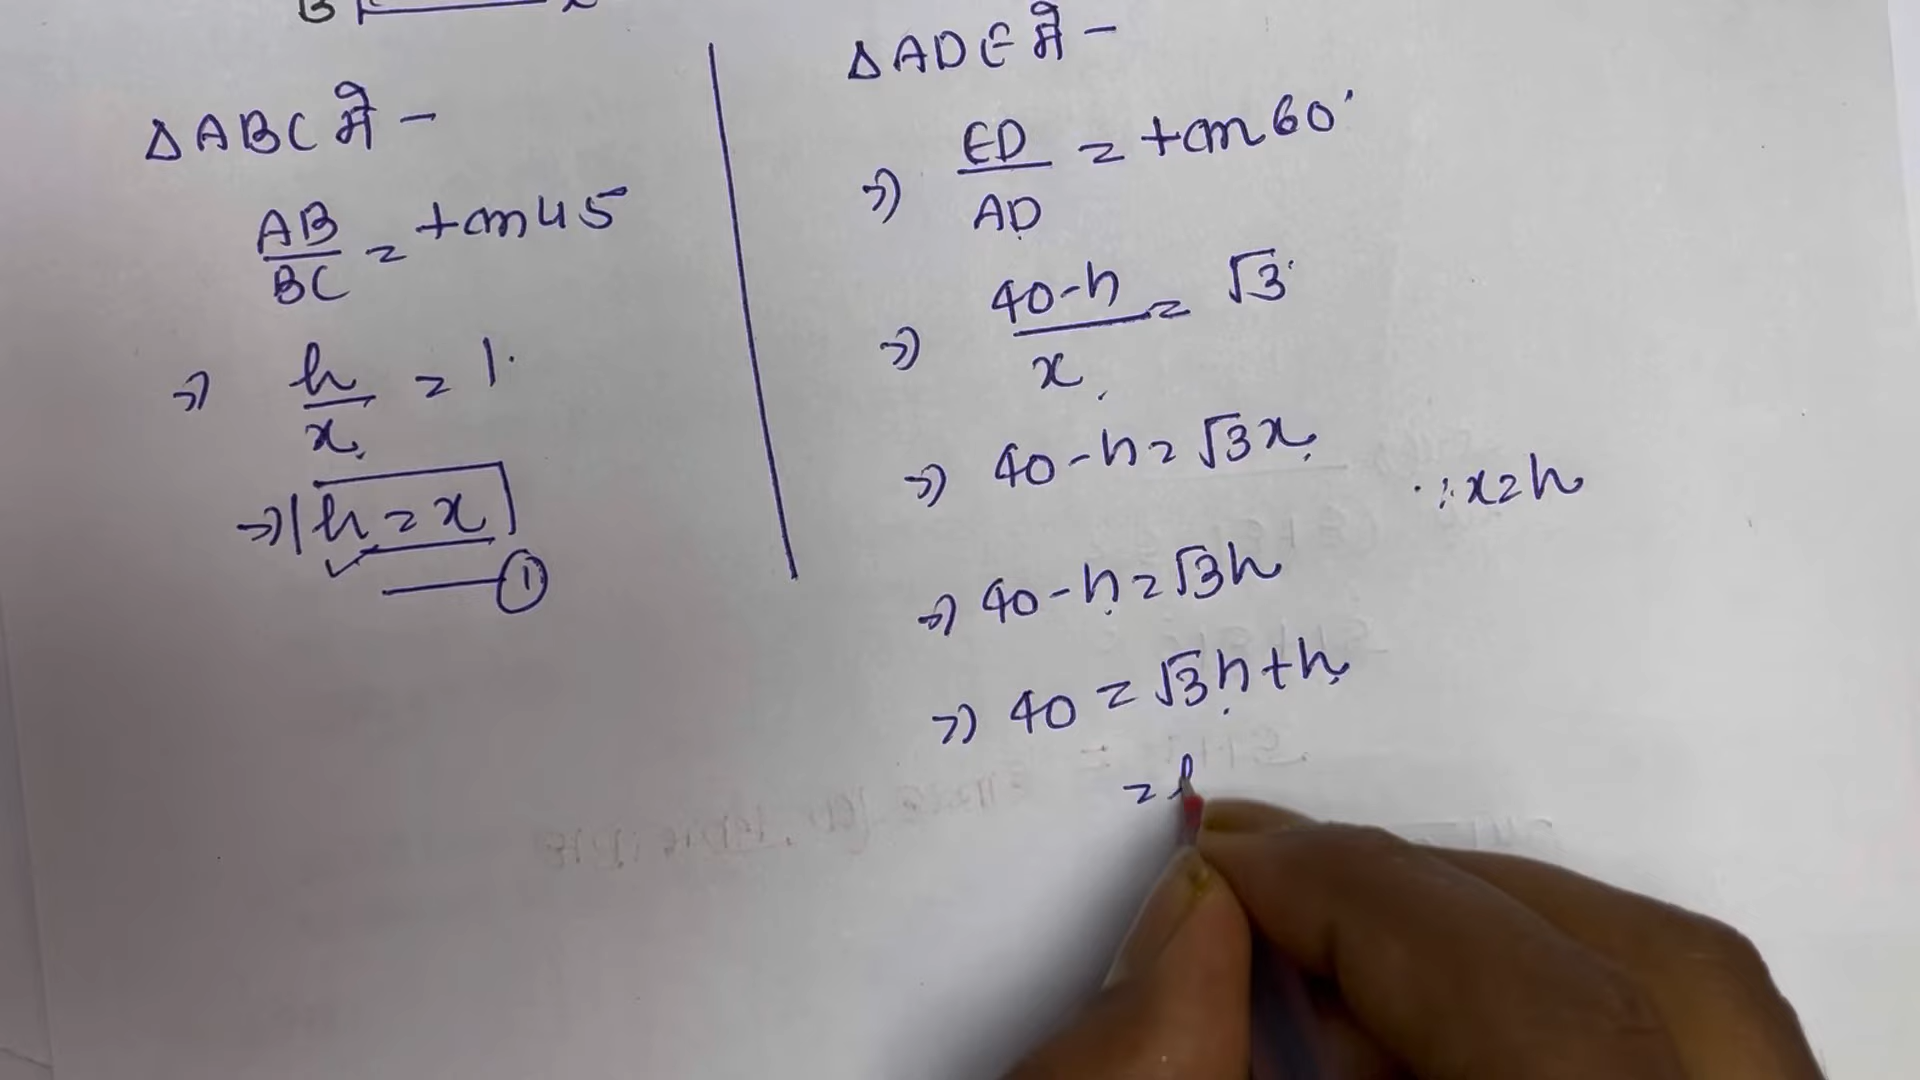 B
ΔABC में -
AB/BC = tan45
⇒ h/x = 1
⇒ h = x
——①
ΔADE में -
⇒ ED/AD = tan60°
⇒ 40-h/x = √3
⇒ 40-h = √3x
∵ x=h
⇒ 40-h = √3h
⇒ 40 = √3h+h
=